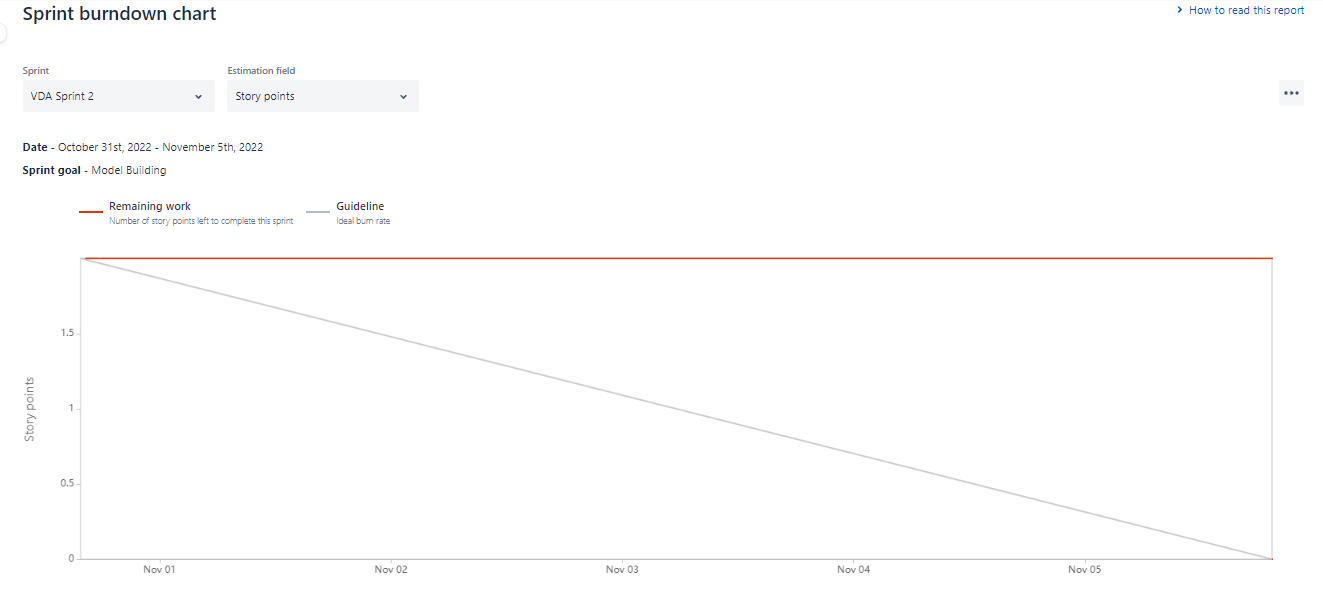 Sprint burndown chart
How to read this report
Sprint
Estimation field
VDA Sprint 2
Story points
Date - October 31st, 2022 - November 5th, 2022
Sprint goal - Model Building
Remaining work
Number of story points left to complete this sprint
Guideline
Ideal burn rate
1.5
1
0.5
0
Story points
Nov 01
Nov 02
Nov 03
Nov 04
Nov 05